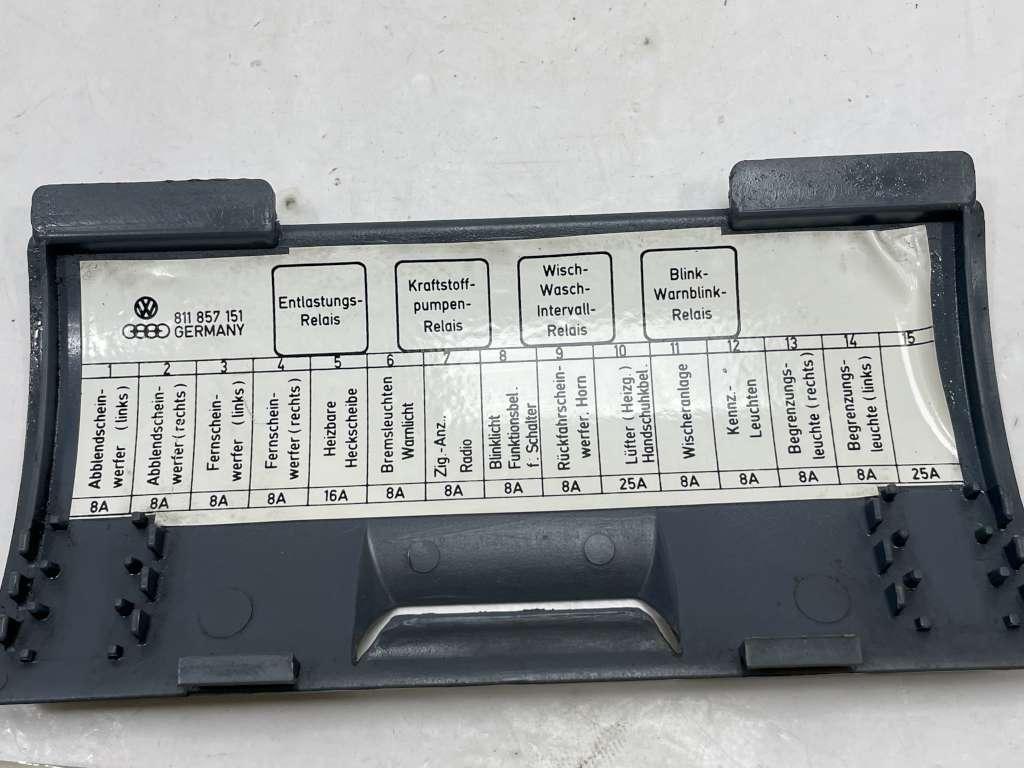 811 857 151
GERMANY
Entlastungs-
Relais
Kraftstoff-
pumpen-
Relais
Wisch-
Wasch-
Intervall-
Relais
Blink-
Warnblink-
Relais
1 2 3 4 5 6 7 8 9 10 11 12 13 14 15
Abblendschein-
werfer (links)
Abblendschein-
werfer (rechts)
Fernschein-
werfer (links)
Fernschein-
werfer (rechts)
Heizbare
Heckscheibe
Bremsleuchten
Warnlicht
Zig.-Anz..
Radio
Blinklicht
Funktionsbel.
f. Schalter
Rückfahrschein-
werfer. Horn
Lüfter (Heizg.)
Handschuhkbel.
Wischeranlage
Kennz.-
Leuchten
Begrenzungs-
leuchte (rechts)
Begrenzungs-
leuchte (links)
8A 8A 8A 8A 16A 8A 8A 8A 8A 25A 8A 8A 8A 8A 25A